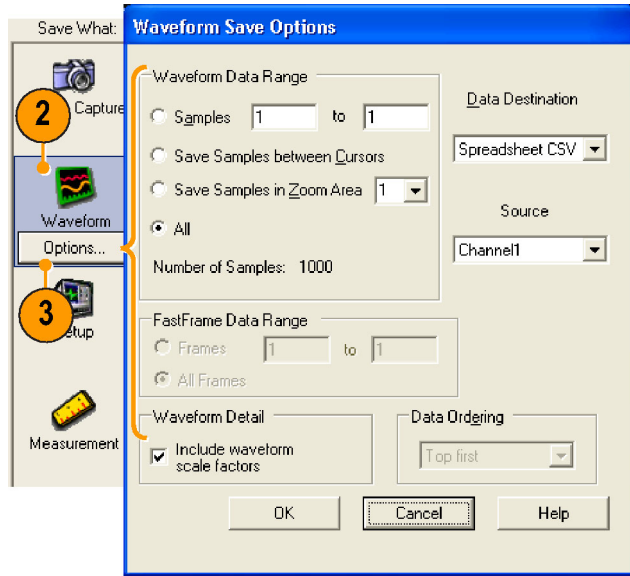 Save What:
Capture
2
Waveform
Options...
3
etup
Measurement
Waveform Save Options
Waveform Data Range
Samples 1 to 1
Save Samples between Cursors
Save Samples in Zoom Area 1
All
Number of Samples: 1000
Data Destination
Spreadsheet CSV
Source
Channel1
FastFrame Data Range
Frames 1 to 1
All Frames
Waveform Detail
Include waveform
scale factors
Data Ordering
Top first
OK Cancel Help